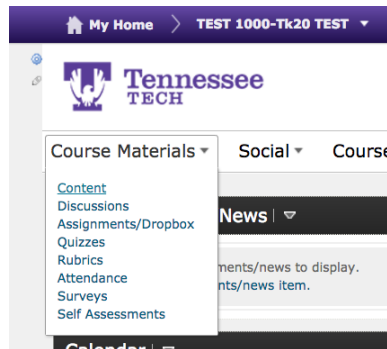 My Home TEST 1000-Tk20 TEST
Tennessee
TECH
Course Materials Social Course
Content
Discussions
Assignments/Dropbox
Quizzes
Rubrics
Attendance
Surveys
Self Assessments
News
ments/news to display.
nts/news item.
Calendar